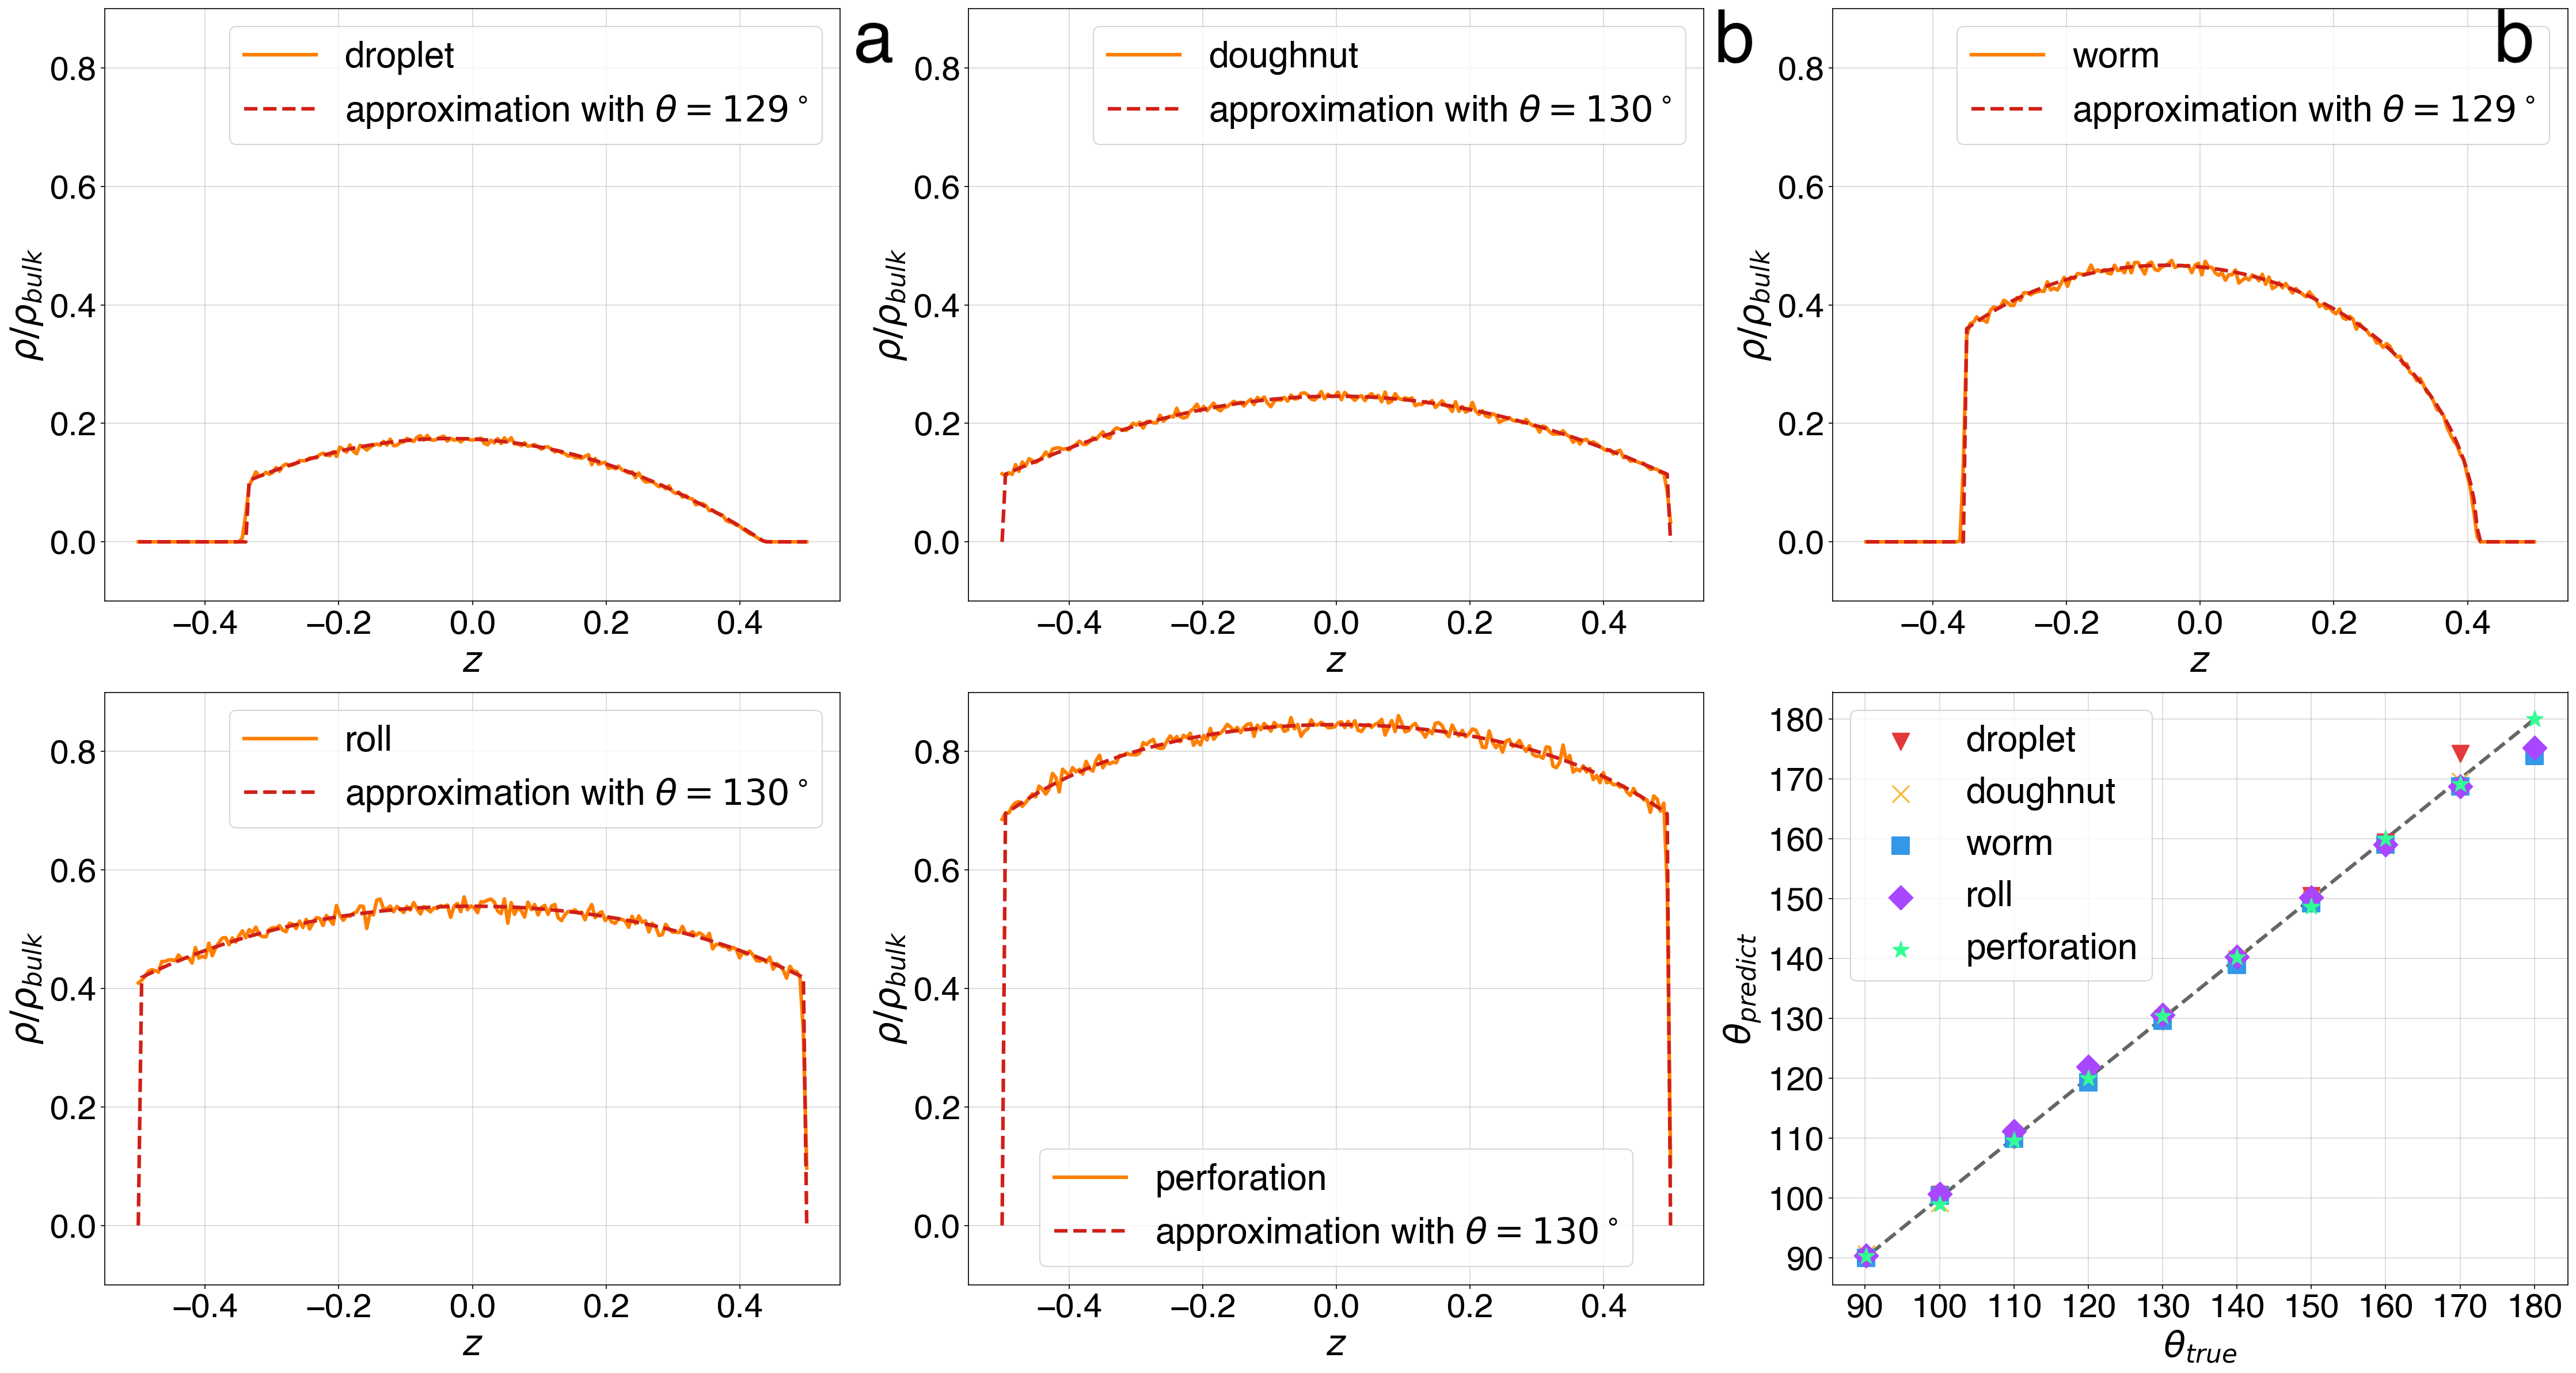 droplet
approximation with θ = 129°
a
0.8
0.6
0.4
0.2
0.0
ρ/ρbulk
−0.4 −0.2 0.0 0.2 0.4
z
doughnut
approximation with θ = 130°
b
0.8
0.6
0.4
0.2
0.0
ρ/ρbulk
−0.4 −0.2 0.0 0.2 0.4
z
worm
approximation with θ = 129°
b
0.8
0.6
0.4
0.2
0.0
ρ/ρbulk
−0.4 −0.2 0.0 0.2 0.4
z
roll
approximation with θ = 130°
0.8
0.6
0.4
0.2
0.0
ρ/ρbulk
−0.4 −0.2 0.0 0.2 0.4
z
0.8
0.6
0.4
0.2
0.0
ρ/ρbulk
perforation
approximation with θ = 130°
−0.4 −0.2 0.0 0.2 0.4
z
droplet
doughnut
worm
roll
perforation
180
170
160
150
140
130
120
110
100
90
θpredict
90 100 110 120 130 140 150 160 170 180
θtrue